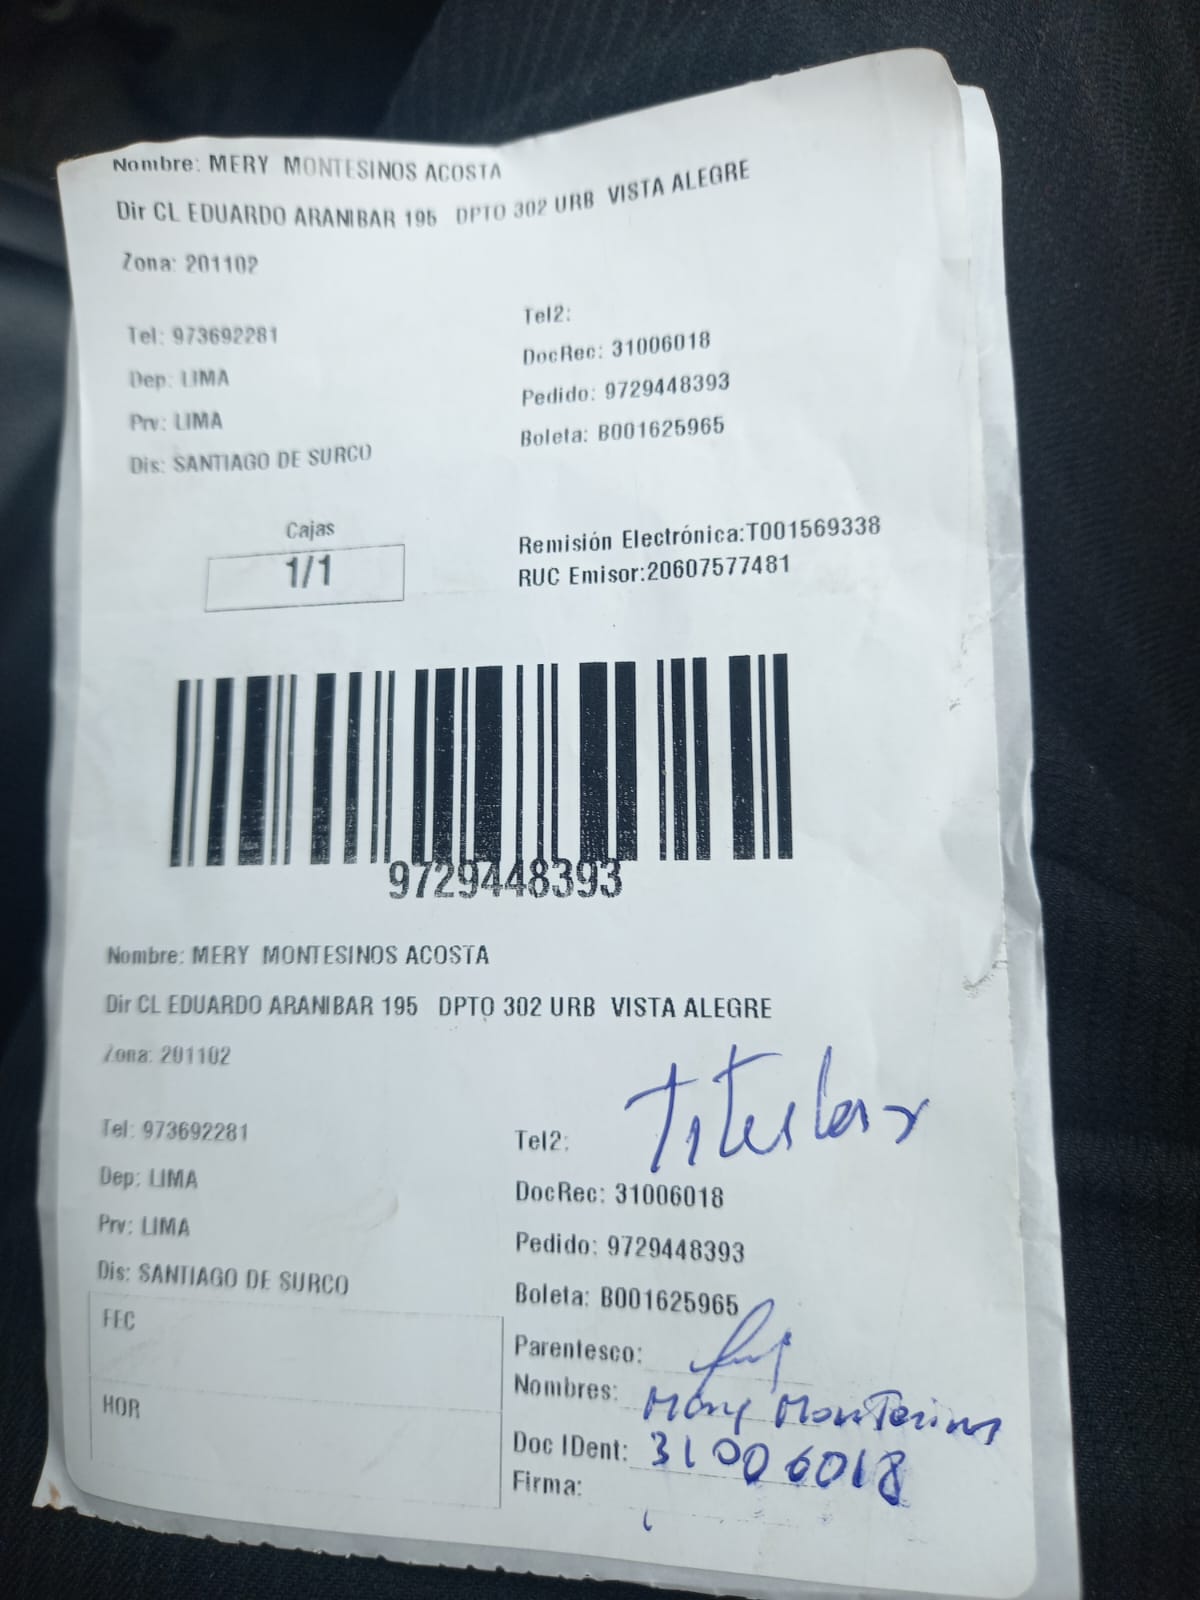 Nombre: MERY MONTESINOS ACOSTA
Dir CL EDUARDO ARANIBAR 195 DPTO 302 URB VISTA ALEGRE
Zona: 201102
Tel: 973692281
Dep: LIMA
Prv: LIMA
Dis: SANTIAGO DE SURCO
Tel2:
DocRec: 31006018
Pedido: 9729448393
Boleta: B001625965
Cajas
1/1
Remisión Electrónica:T001569338
RUC Emisor:20607577481
9729448393
Nombre: MERY MONTESINOS ACOSTA
Dir CL EDUARDO ARANIBAR 195 DPTO 302 URB VISTA ALEGRE
Zona: 201102
Tel: 973692281
Dep: LIMA
Prv: LIMA
Dis: SANTIAGO DE SURCO
FEC
HOR
Titular
Tel2:
DocRec: 31006018
Pedido: 9729448393
Boleta: B001625965
Parentesco:
Nombres: Mery Montesinos
Doc IDent: 31006018
Firma: